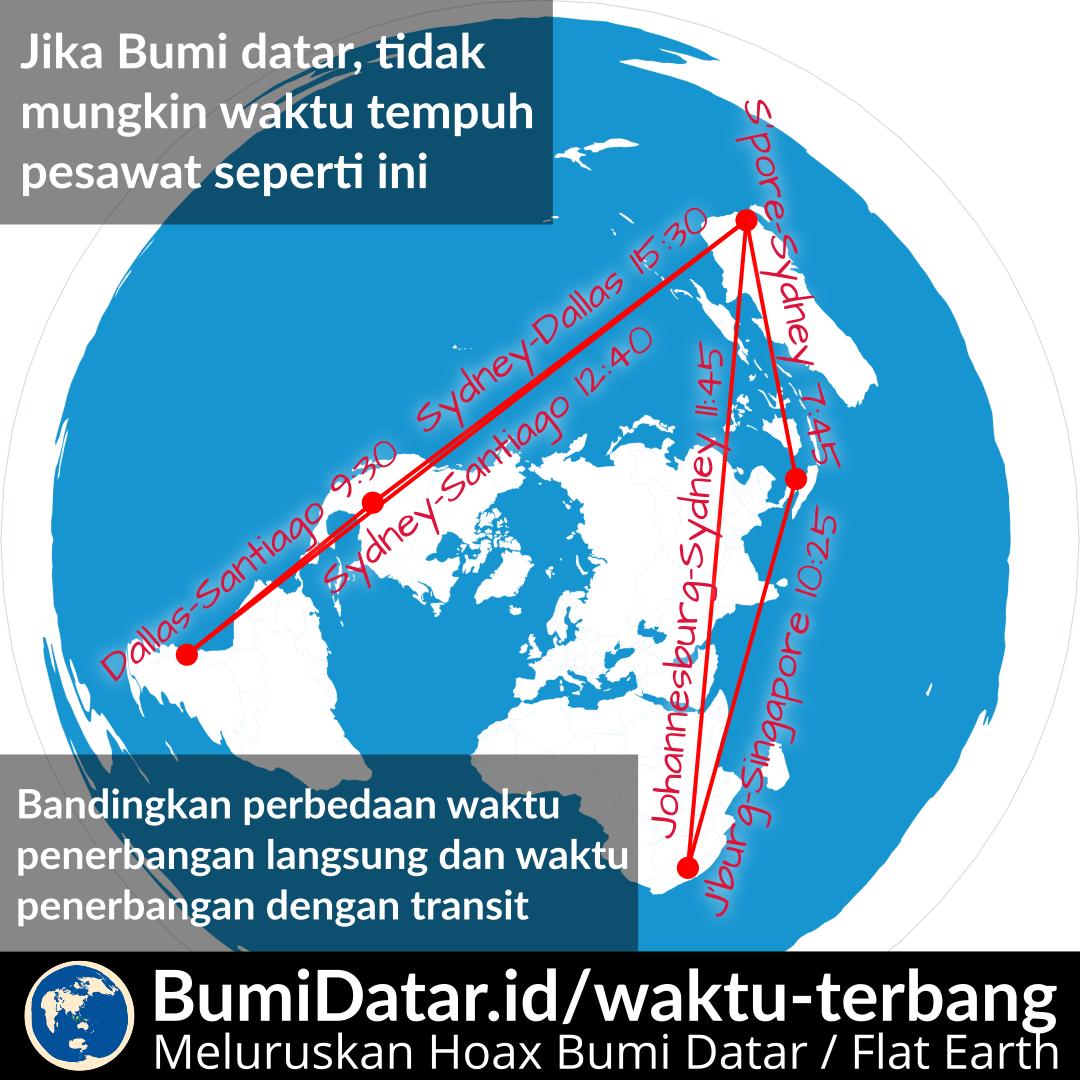 Jika Bumi datar, tidak
mungkin waktu tempuh
pesawat seperti ini
S'pore-Sydney 7:45
Sydney-Dallas 15:30
Sydney-Santiago 12:40
Dallas-Santiago 9:30
Johannesburg-Sydney 11:45
J'burg-Singapore 10:25
Bandingkan perbedaan waktu
penerbangan langsung dan waktu
penerbangan dengan transit
BumiDatar.id/waktu-terbang
Meluruskan Hoax Bumi Datar / Flat Earth